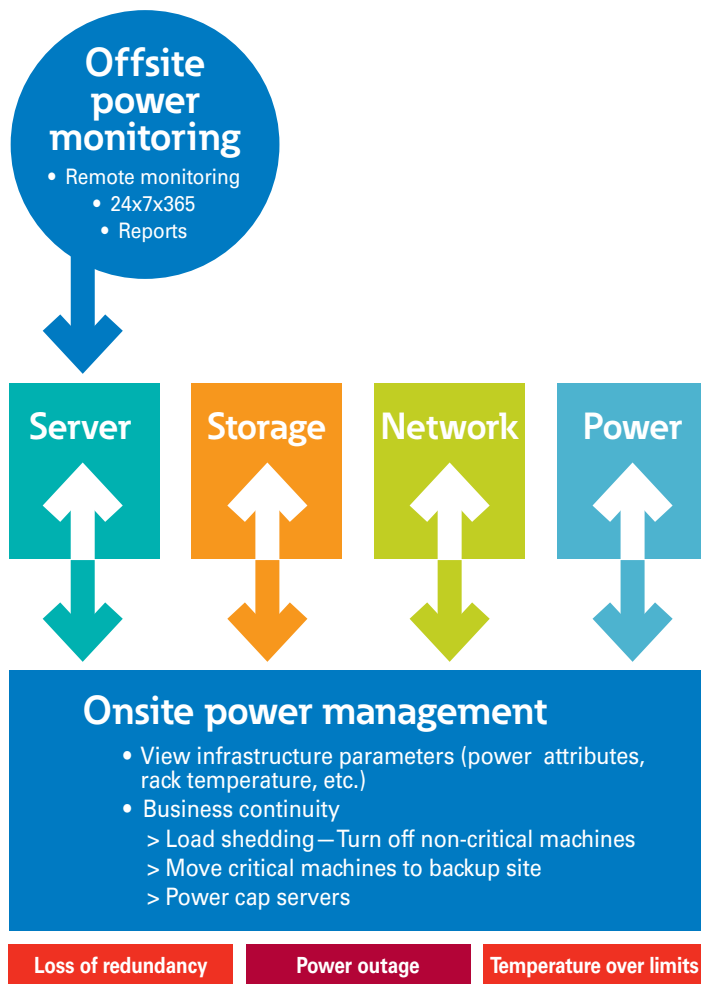 Offsite
power
monitoring
• Remote monitoring
• 24x7x365
• Reports
Server
Storage
Network
Power
Onsite power management
• View infrastructure parameters (power attributes,
rack temperature, etc.)
• Business continuity
> Load shedding—Turn off non-critical machines
> Move critical machines to backup site
> Power cap servers
Loss of redundancy
Power outage
Temperature over limits